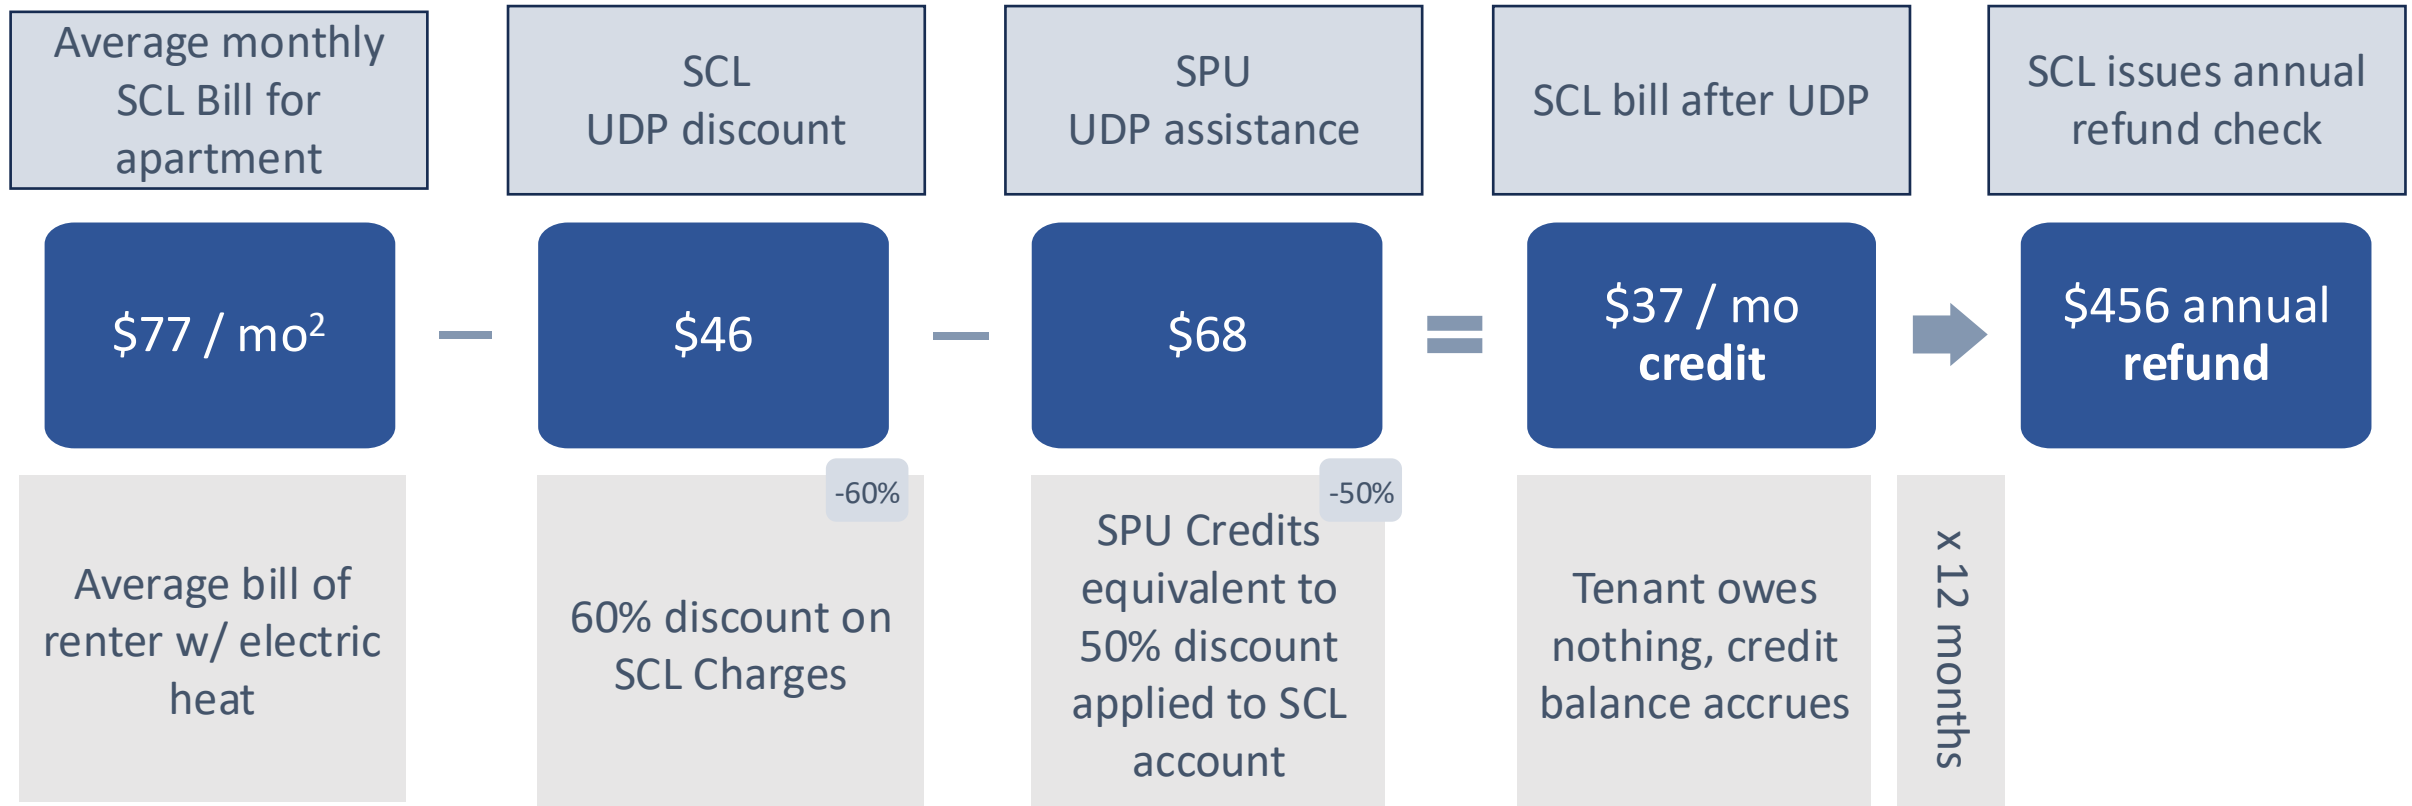 Average monthly
SCL Bill for
apartment
SCL
UDP discount
SPU
UDP assistance
SCL bill after UDP
SCL issues annual
refund check
$77 / mo²
$46
$68
$37 / mo
credit
$456 annual
refund
Average bill of
renter w/ electric
heat
-60%
60% discount on
SCL Charges
-50%
SPU Credits
equivalent to
50% discount
applied to SCL
account
Tenant owes
nothing, credit
balance accrues
x 12 months